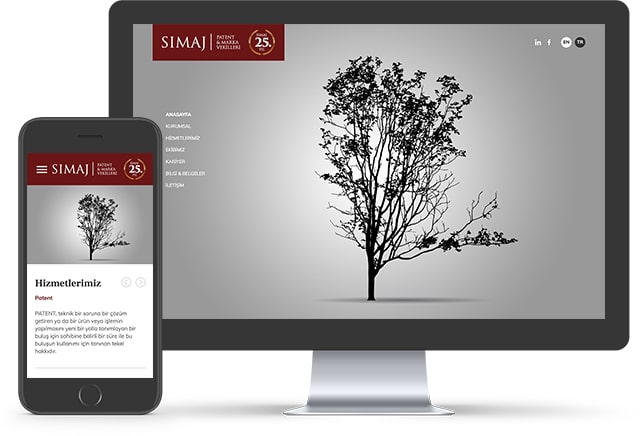 SIMAJ
PATENT
& MARKA
VEKİLLERİ
25.
YIL
in f EN TR
ANASAYFA
KURUMSAL
HİZMETLERİMİZ
EKİBİMİZ
KARİYER
BİLGİ & BELGELER
İLETİŞİM
SIMAJ
PATENT
& MARKA
VEKİLLERİ
25.
Hizmetlerimiz
Patent
PATENT, teknik bir soruna bir çözüm
getiren ya da bir ürün veya işlemin
yapılmasını yeni bir yolla tanımlayan bir
buluş için sahibine belirli bir süre ile bu
buluşun kullanımı için tanınan tekel
hakkıdır.